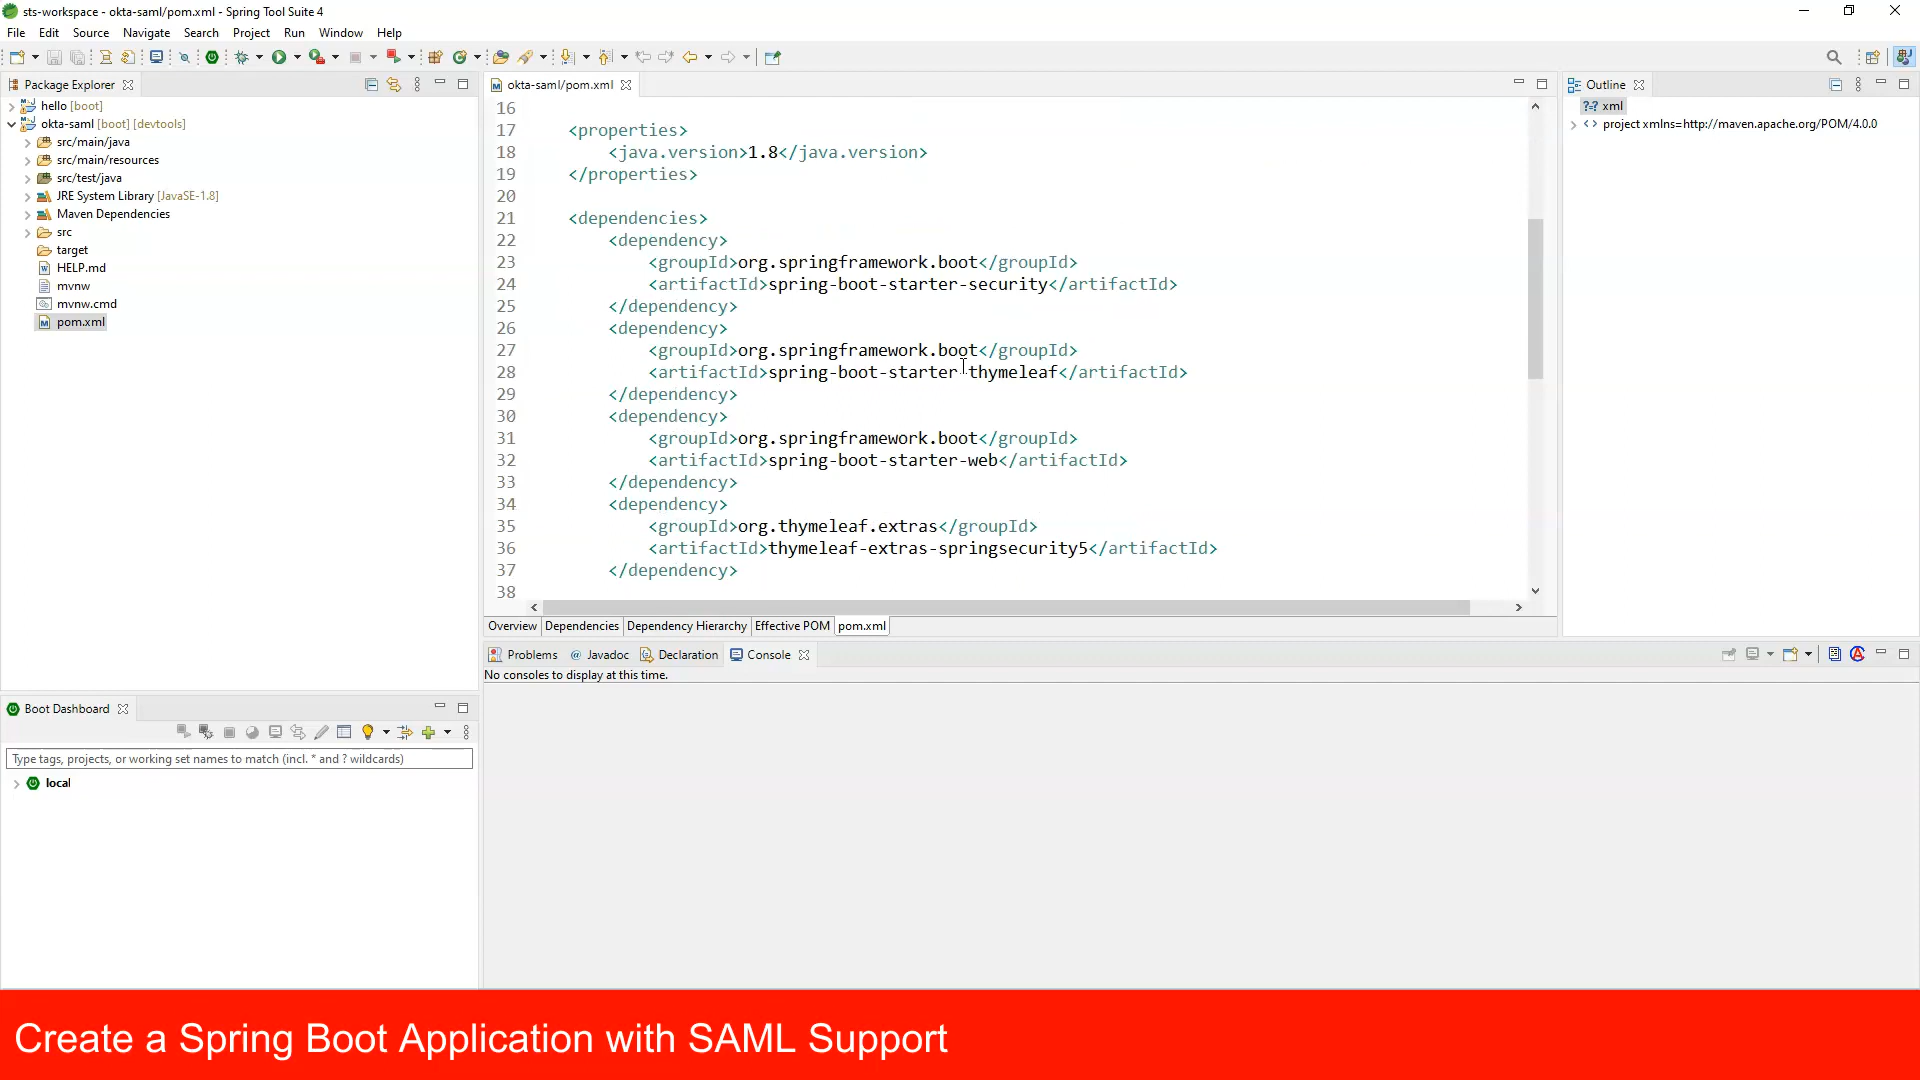 sts-workspace - okta-saml/pom.xml - Spring Tool Suite 4
File Edit Source Navigate Search Project Run Window Help
Package Explorer
hello [boot]
okta-saml [boot] [devtools]
src/main/java
src/main/resources
src/test/java
JRE System Library [JavaSE-1.8]
Maven Dependencies
src
target
HELP.md
mvnw
mvnw.cmd
pom.xml
okta-saml/pom.xml
16
17 <properties>
18 <java.version>1.8</java.version>
19 </properties>
20
21 <dependencies>
22 <dependency>
23 <groupId>org.springframework.boot</groupId>
24 <artifactId>spring-boot-starter-security</artifactId>
25 </dependency>
26 <dependency>
27 <groupId>org.springframework.boot</groupId>
28 <artifactId>spring-boot-starter-thymeleaf</artifactId>
29 </dependency>
30 <dependency>
31 <groupId>org.springframework.boot</groupId>
32 <artifactId>spring-boot-starter-web</artifactId>
33 </dependency>
34 <dependency>
35 <groupId>org.thymeleaf.extras</groupId>
36 <artifactId>thymeleaf-extras-springsecurity5</artifactId>
37 </dependency>
38
Overview Dependencies Dependency Hierarchy Effective POM pom.xml
Outline
?=? xml
<> project xmlns=http://maven.apache.org/POM/4.0.0
Problems @ Javadoc Declaration Console
No consoles to display at this time.
Boot Dashboard
Type tags, projects, or working set names to match (incl. * and ? wildcards)
local
Create a Spring Boot Application with SAML Support